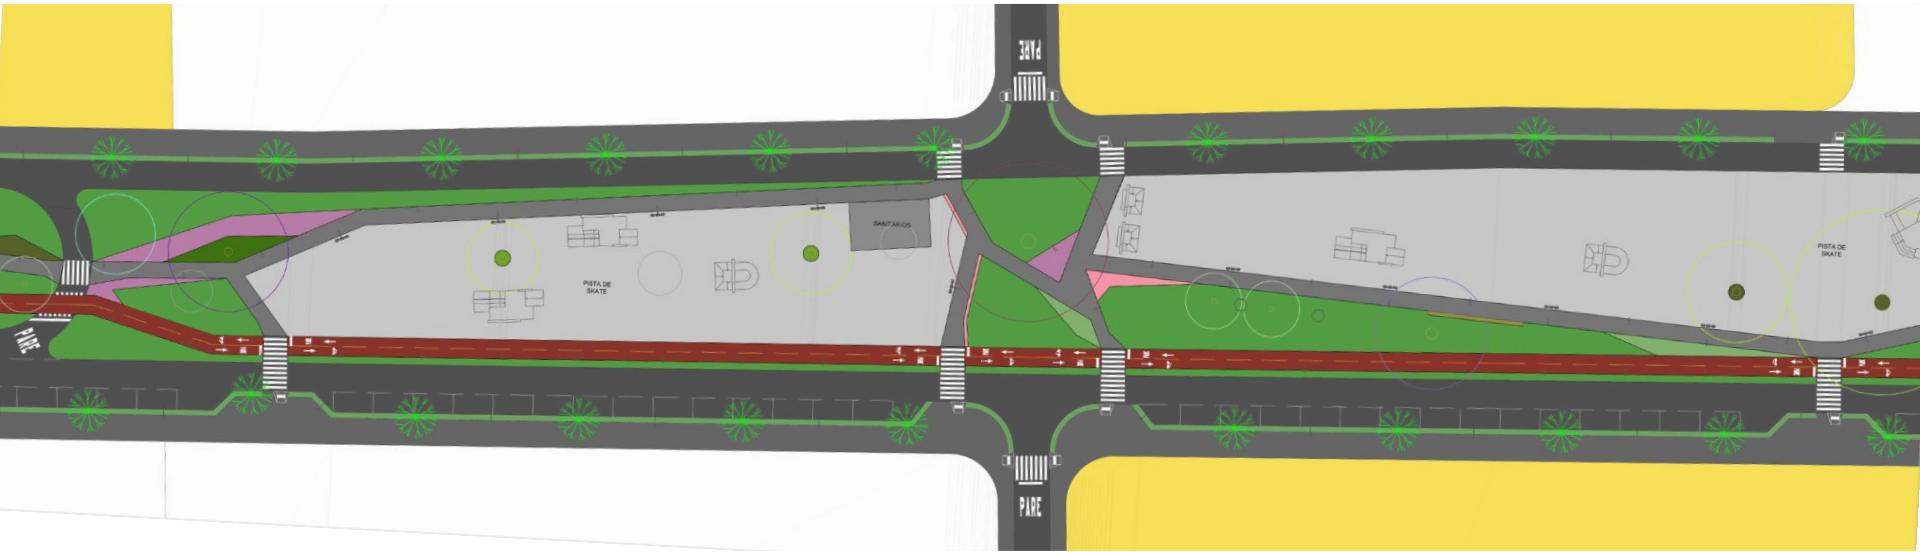 PARE
SANITÁRIOS
PISTA DE
SKATE
PISTA DE
SKATE
PARE
PARE